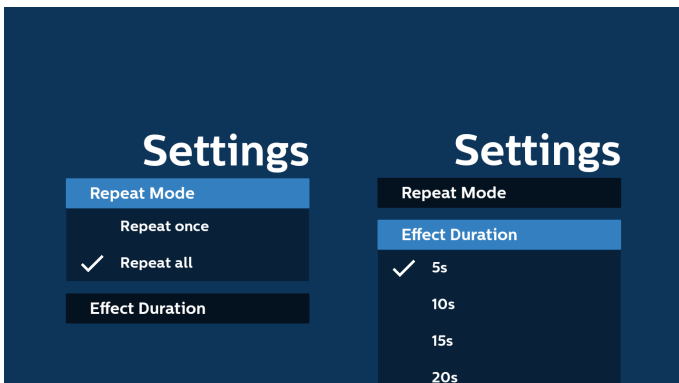 Settings
Repeat Mode
Repeat once
Repeat all
Effect Duration
Settings
Repeat Mode
Effect Duration
5s
10s
15s
20s